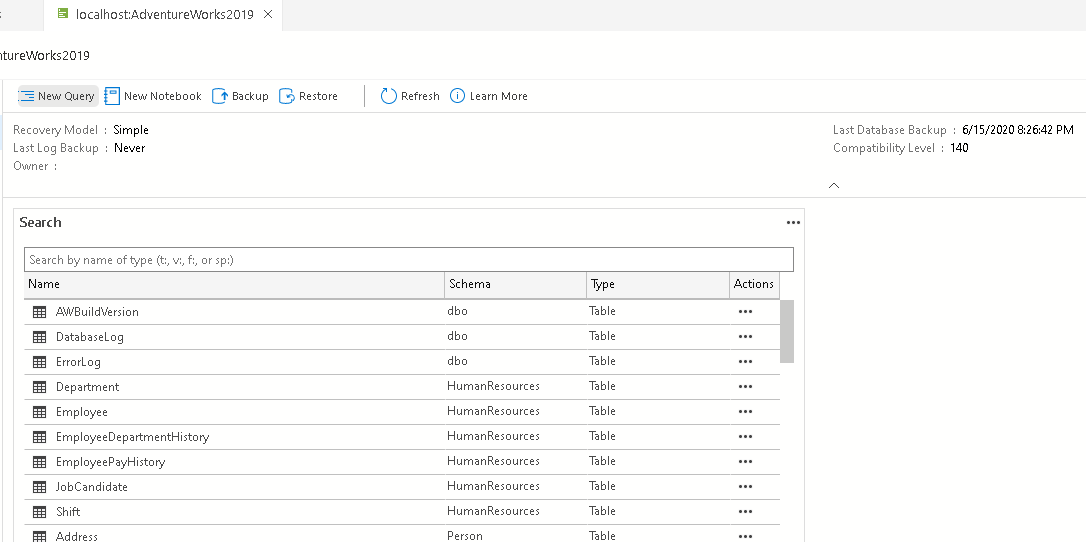 localhost:AdventureWorks2019
ntureWorks2019
New Query New Notebook Backup Restore Refresh Learn More
Recovery Model : Simple Last Database Backup : 6/15/2020 8:26:42 PM
Last Log Backup : Never Compatibility Level : 140
Owner :
Search
Search by name of type (t:, v:, f:, or sp:)
Name Schema Type Actions
AWBuildVersion dbo Table
DatabaseLog dbo Table
ErrorLog dbo Table
Department HumanResources Table
Employee HumanResources Table
EmployeeDepartmentHistory HumanResources Table
EmployeePayHistory HumanResources Table
JobCandidate HumanResources Table
Shift HumanResources Table
Address Person Table